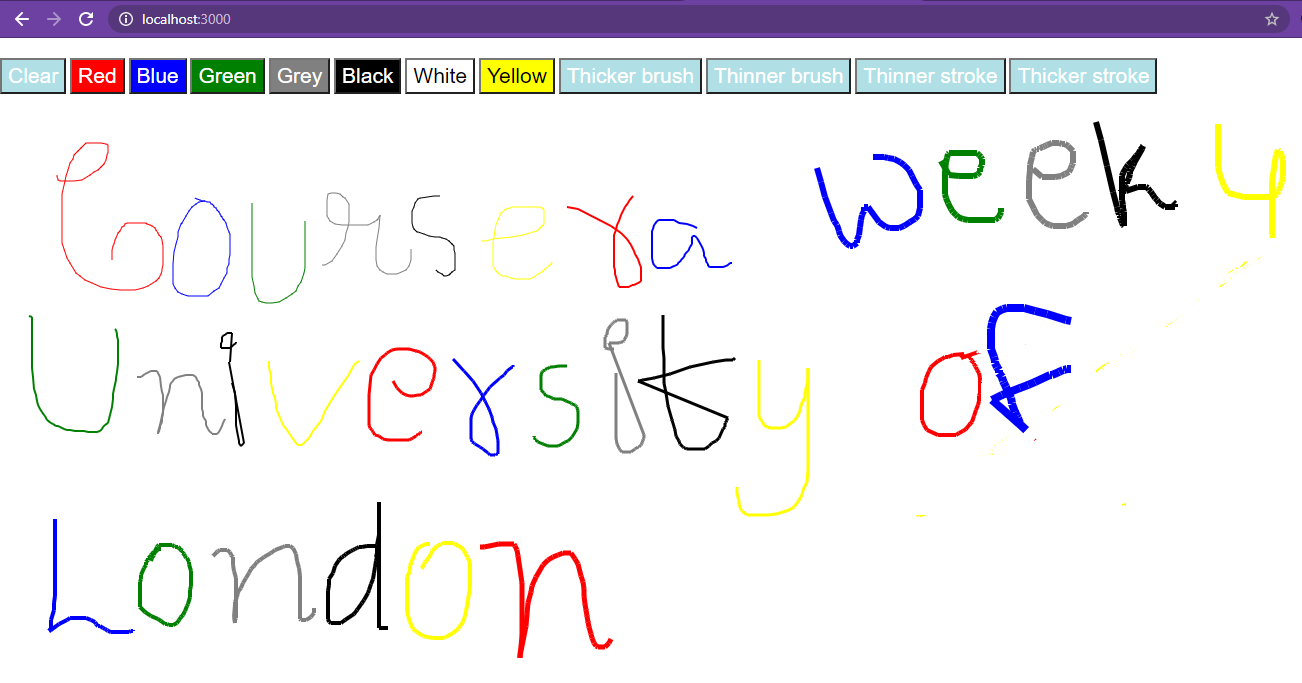 localhost:3000
Clear Red Blue Green Grey Black White Yellow Thicker brush Thinner brush Thinner stroke Thicker stroke
Coursera week 4
University of
London